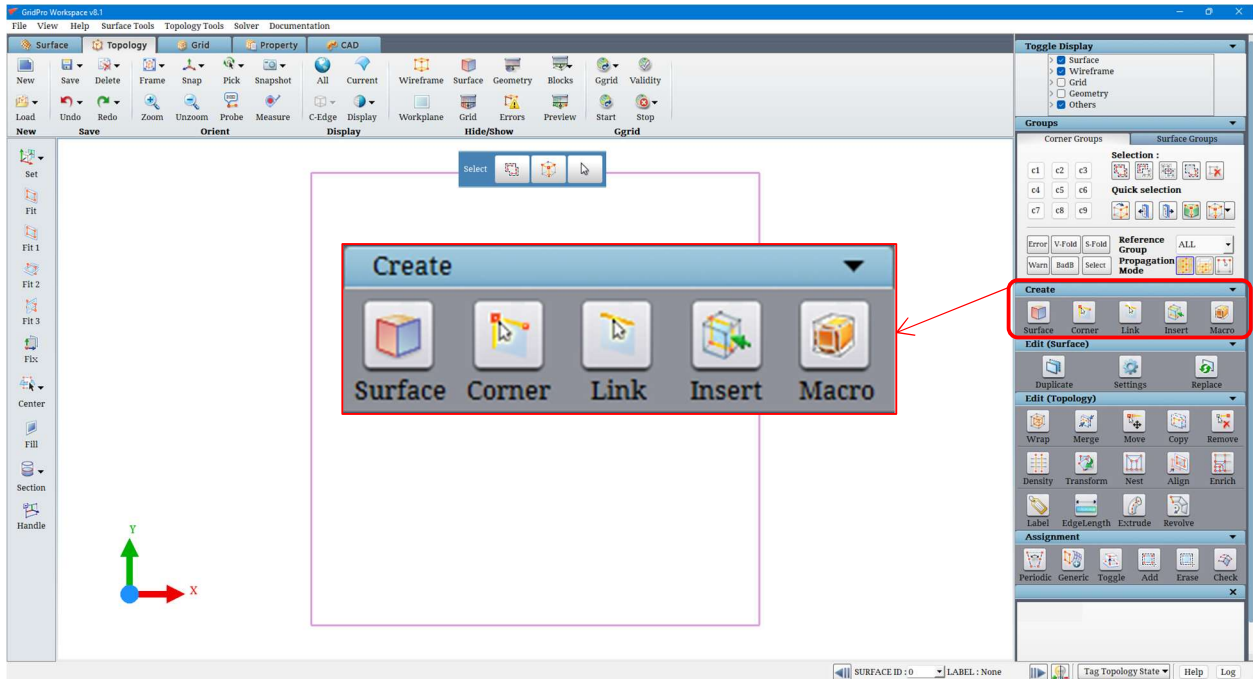 GridPro Workspace v8.1
File View Help Surface Tools Topology Tools Solver Documentation
Surface Topology Grid Property CAD
New Save Delete Frame Snap Pick Snapshot All Current Wireframe Surface Geometry Blocks Ggrid Validity
Load Undo Redo Zoom Unzoom Probe Measure C-Edge Display Workplane Grid Errors Preview Start Stop
New Save Orient Display Hide/Show Ggrid
Set
Fit
Fit 1
Fit 2
Fit 3
Fix
Center
Fill
Section
Handle
Select
Create
Surface Corner Link Insert Macro
Y
X
Toggle Display
Surface
Wireframe
Grid
Geometry
Others
Groups
Corner Groups Surface Groups
Selection :
c1 c2 c3
c4 c5 c6 Quick selection
c7 c8 c9
Error V-Fold S-Fold Reference Group ALL
Warn BadB Select Propagation Mode
Create
Surface Corner Link Insert Macro
Edit (Surface)
Duplicate Settings Replace
Edit (Topology)
Wrap Merge Move Copy Remove
Density Transform Nest Align Enrich
Label EdgeLength Extrude Revolve
Assignment
Periodic Generic Toggle Add Erase Check
SURFACE ID : 0 LABEL : None Tag Topology State Help Log